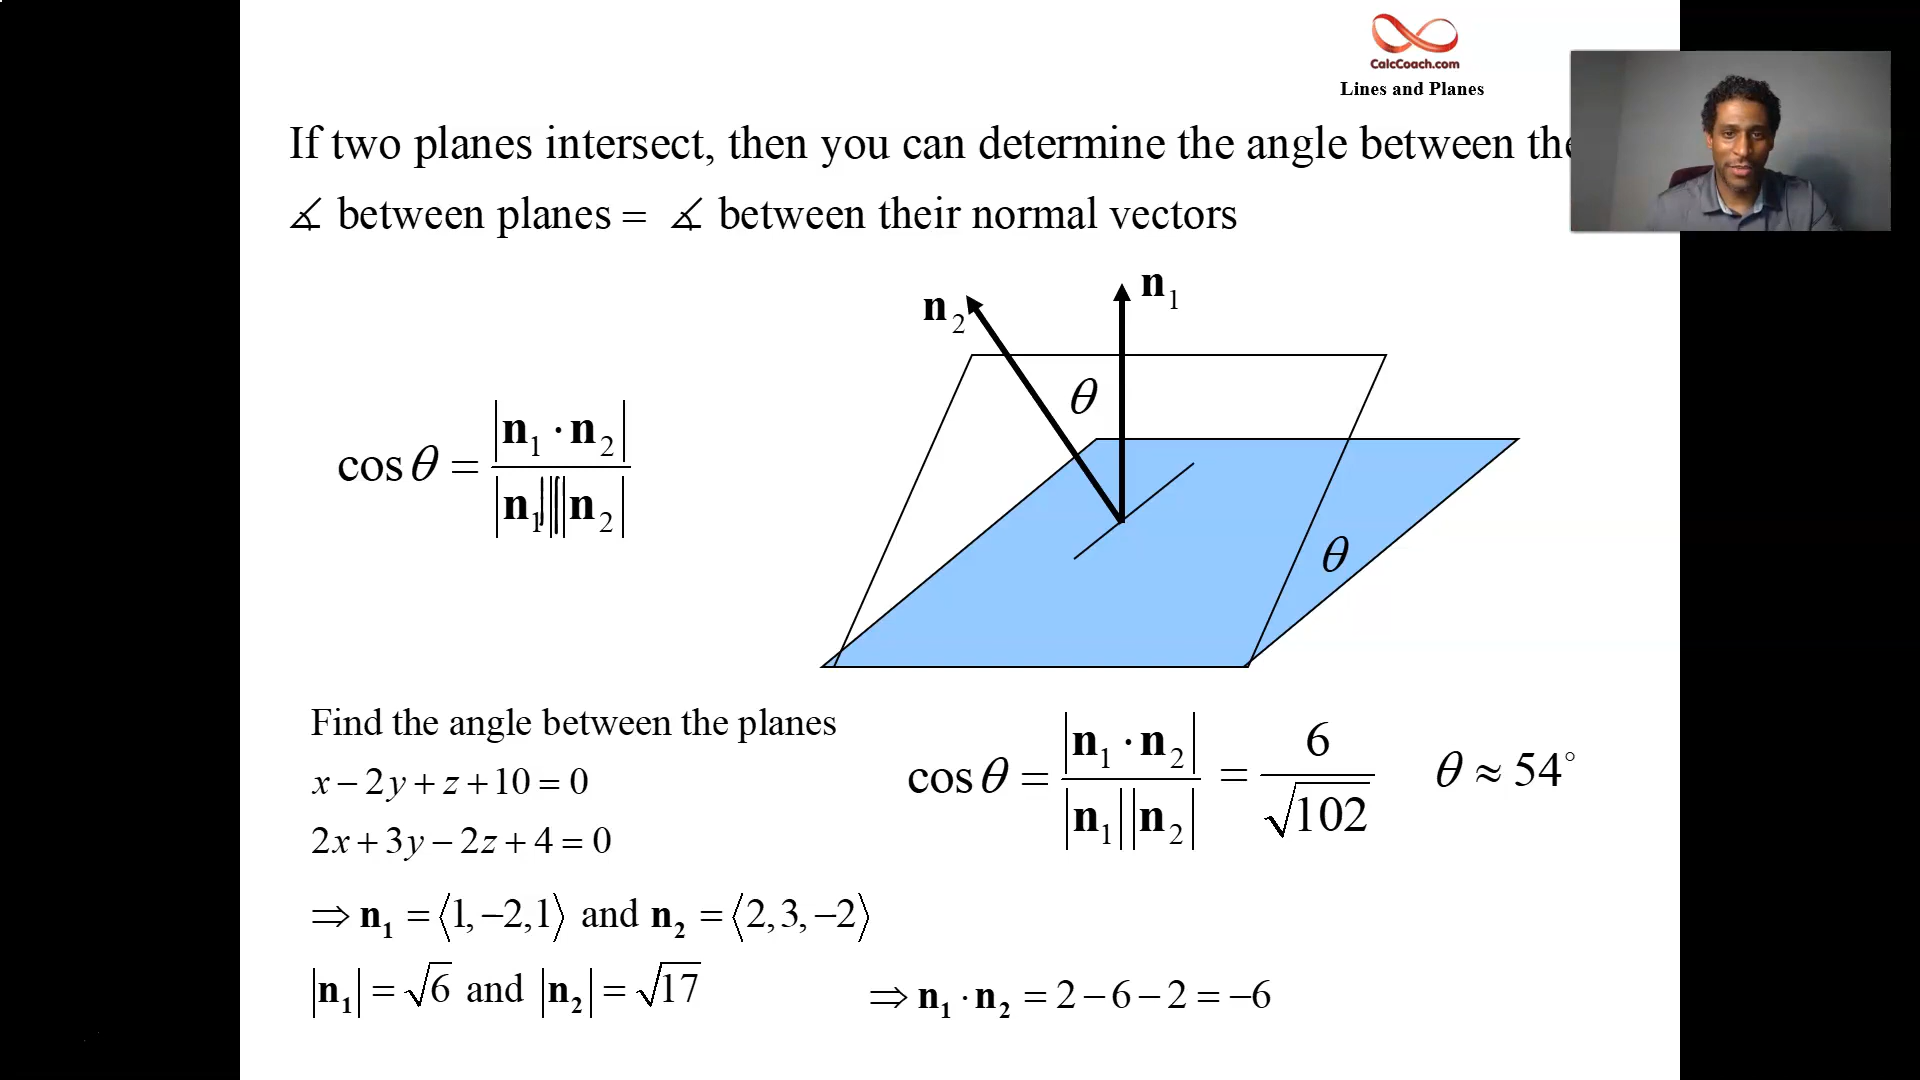 CalcCoach.com
Lines and Planes
If two planes intersect, then you can determine the angle between the
∡ between planes = ∡ between their normal vectors
n₂
n₁
θ
cos θ = |n₁ · n₂| / |n₁||n₂|
θ
Find the angle between the planes
x − 2y + z + 10 = 0
2x + 3y − 2z + 4 = 0
cos θ = |n₁ · n₂| / |n₁||n₂| = 6 / √102
θ ≈ 54°
⇒ n₁ = ⟨1, −2, 1⟩ and n₂ = ⟨2, 3, −2⟩
|n₁| = √6 and |n₂| = √17
⇒ n₁ · n₂ = 2 − 6 − 2 = −6